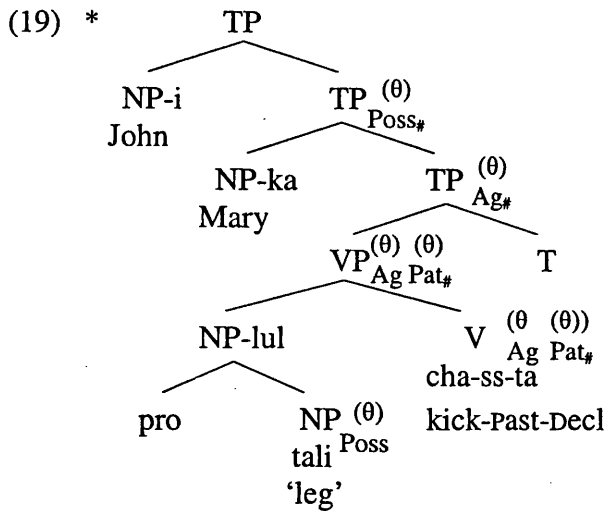 (19) * TP
NP-i TP (θ) Poss#
John
NP-ka TP (θ) Ag#
Mary
VP (θ) (θ) Ag Pat# T
NP-lul V (θ (θ)) Ag Pat#
cha-ss-ta
pro NP (θ) Poss kick-Past-Decl
tali
'leg'